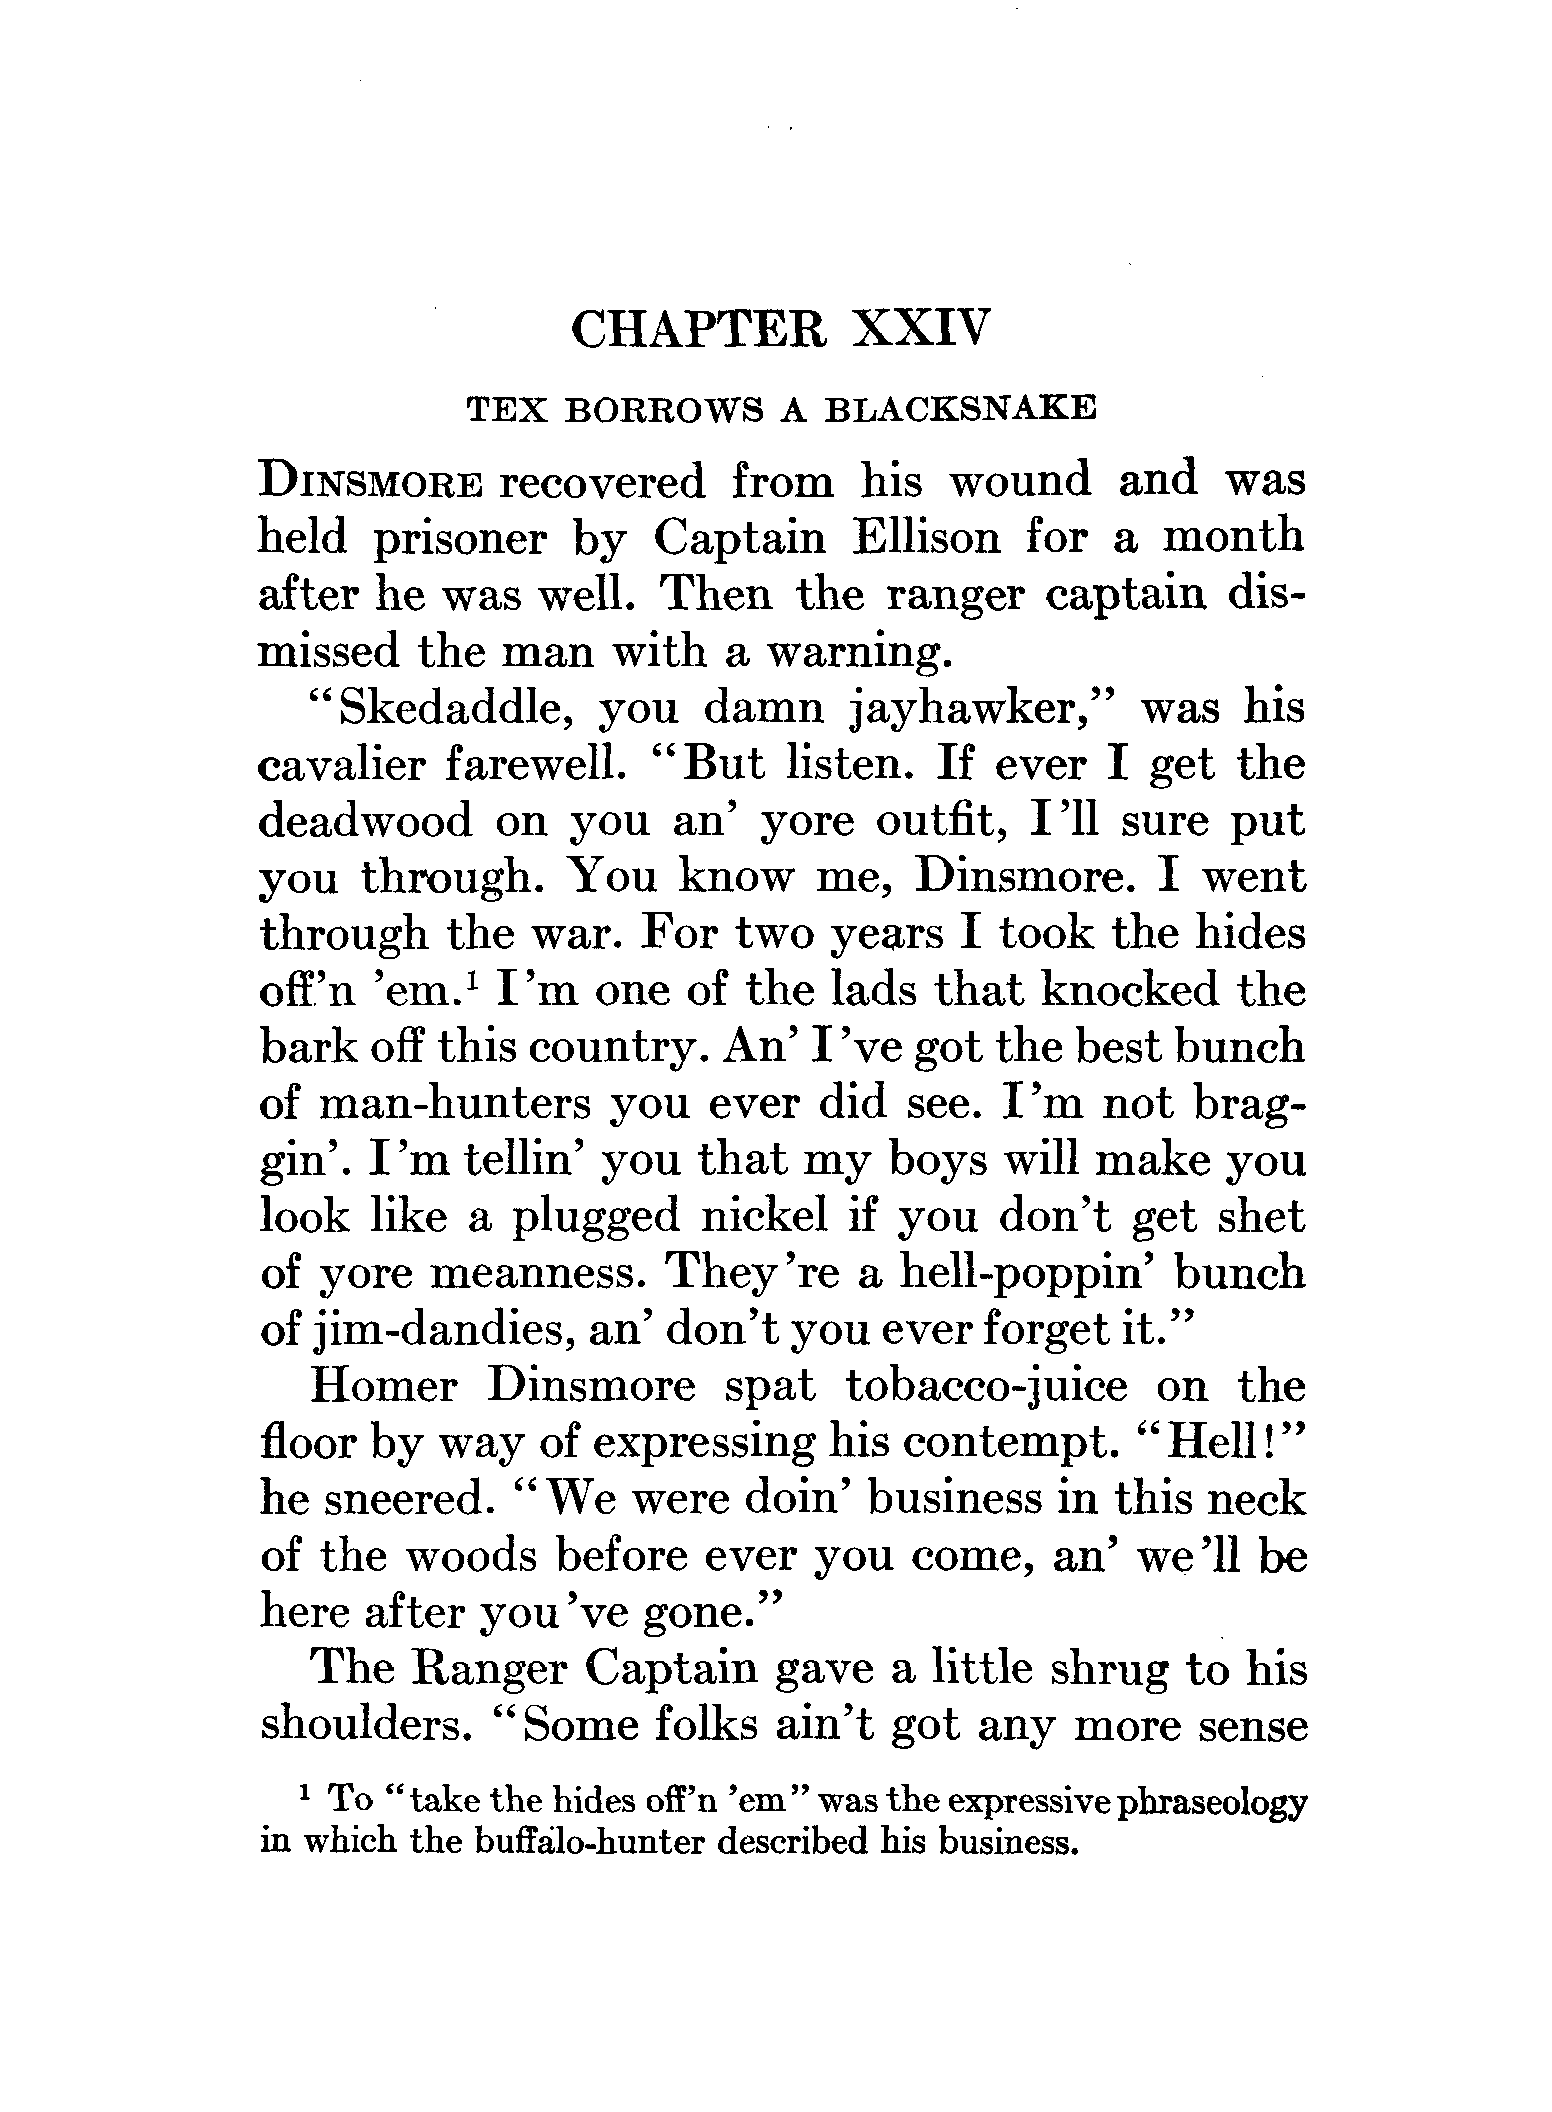 CHAPTER XXIV
TEX BORROWS A BLACKSNAKE
DINSMORE recovered from his wound and was
held prisoner by Captain Ellison for a month
after he was well. Then the ranger captain dis-
missed the man with a warning.
“Skedaddle, you damn jayhawker,” was his
cavalier farewell. “But listen. If ever I get the
deadwood on you an’ yore outfit, I’ll sure put
you through. You know me, Dinsmore. I went
through the war. For two years I took the hides
off’n ’em.¹ I’m one of the lads that knocked the
bark off this country. An’ I’ve got the best bunch
of man-hunters you ever did see. I’m not brag-
gin’. I’m tellin’ you that my boys will make you
look like a plugged nickel if you don’t get shet
of yore meanness. They’re a hell-poppin’ bunch
of jim-dandies, an’ don’t you ever forget it.”
Homer Dinsmore spat tobacco-juice on the
floor by way of expressing his contempt. “Hell!”
he sneered. “We were doin’ business in this neck
of the woods before ever you come, an’ we’ll be
here after you’ve gone.”
The Ranger Captain gave a little shrug to his
shoulders. “Some folks ain’t got any more sense
¹ To “take the hides off’n ’em” was the expressive phraseology
in which the buffalo-hunter described his business.